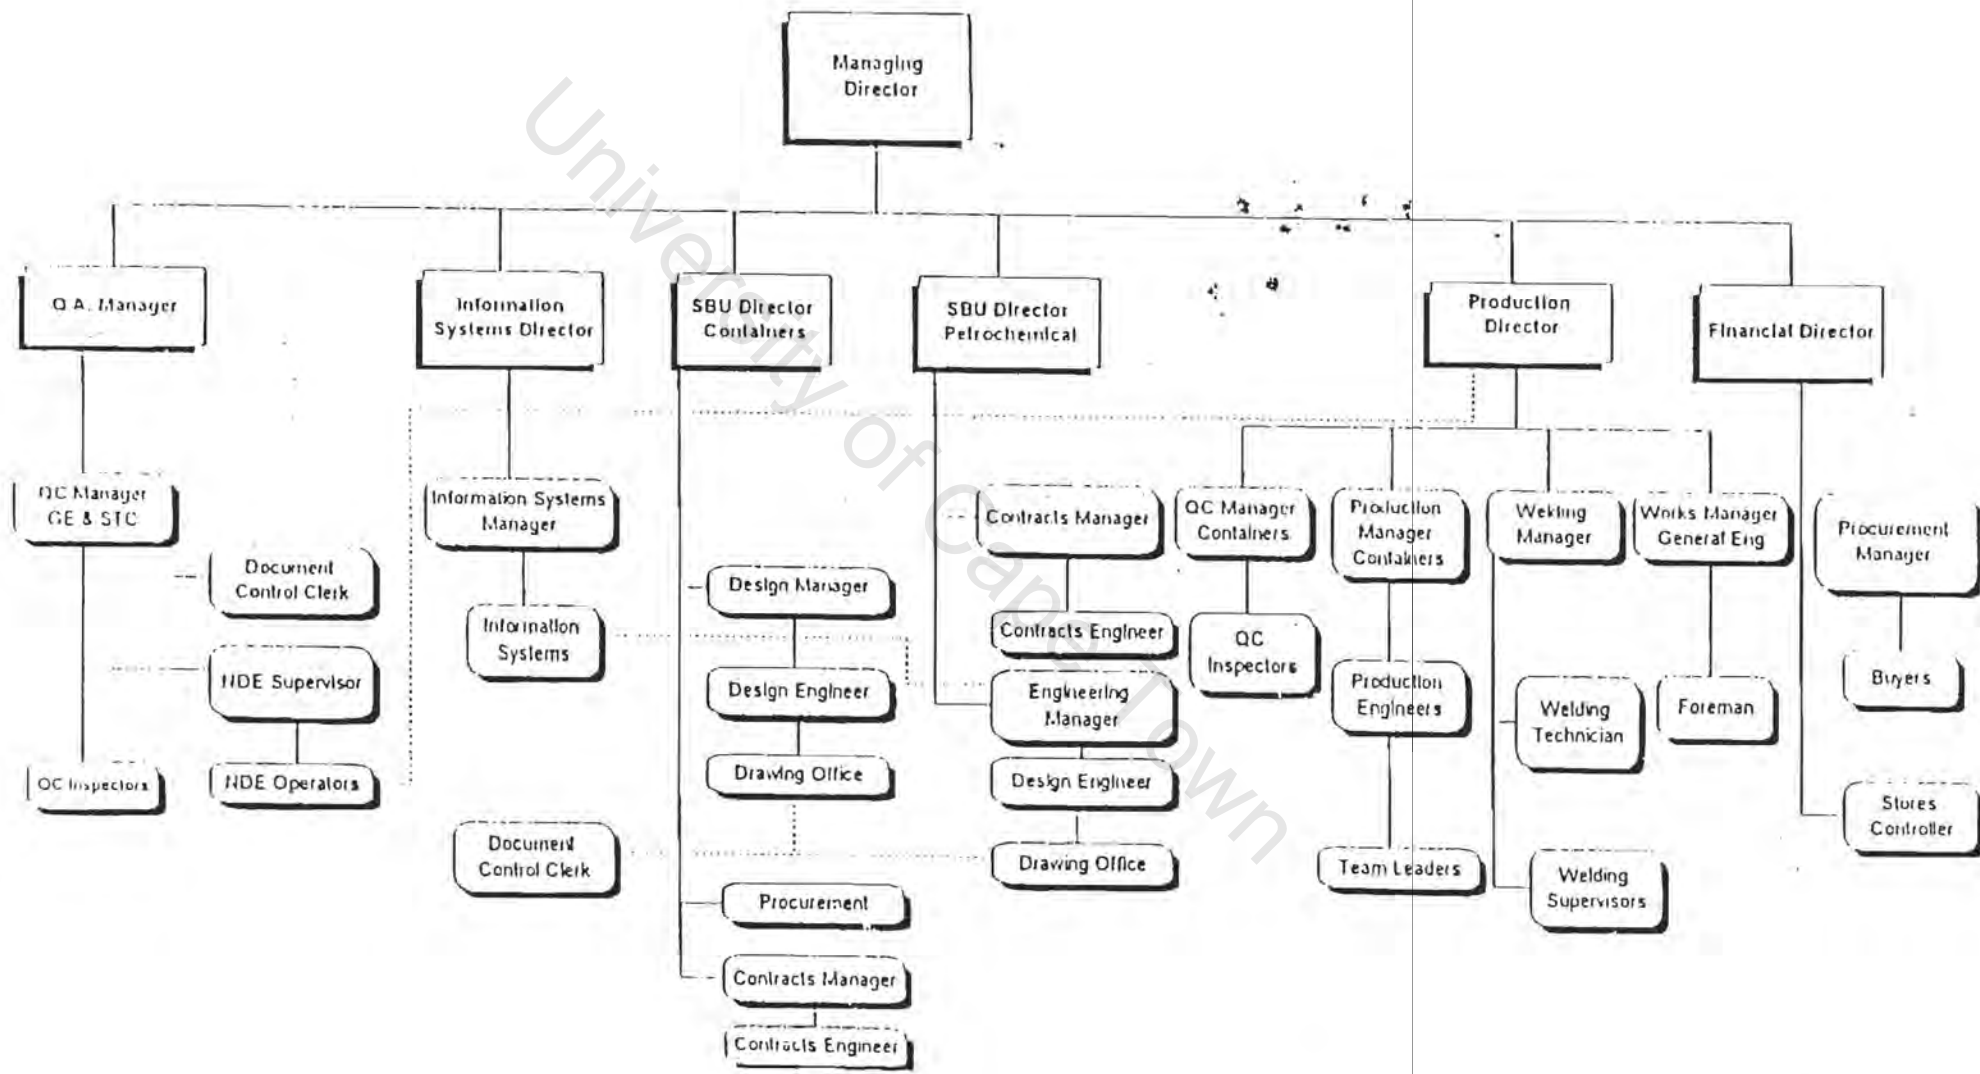 Managing
Director
Q.A. Manager
Information
Systems Director
SBU Director
Containers
SBU Director
Petrochemical
Production
Director
Financial Director
QC Manager
GE & STC
Document
Control Clerk
NDE Supervisor
NDE Operators
QC Inspectors
Information Systems
Manager
Information
Systems
Document
Control Clerk
Design Manager
Design Engineer
Drawing Office
Procurement
Contracts Manager
Contracts Engineer
Contracts Manager
Contracts Engineer
Engineering
Manager
Design Engineer
Drawing Office
QC Manager
Containers
QC
Inspectors
Production
Manager
Containers
Production
Engineers
Team Leaders
Welding
Manager
Welding
Technician
Welding
Supervisors
Works Manager
General Eng
Foreman
Procurement
Manager
Buyers
Stores
Controller
University of Cape Town